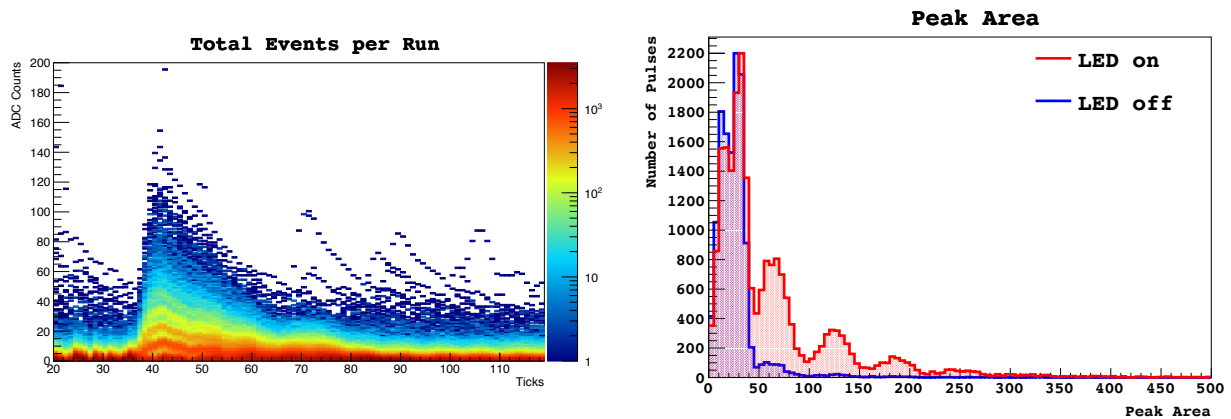 Total Events per Run
ADC Counts
200
180
160
140
120
100
80
60
40
20
0
20 30 40 50 60 70 80 90 100 110
Ticks
10³
10²
10
1
Peak Area
Number of Pulses
2200
2000
1800
1600
1400
1200
1000
800
600
400
200
0
0 50 100 150 200 250 300 350 400 450 500
Peak Area
LED on
LED off